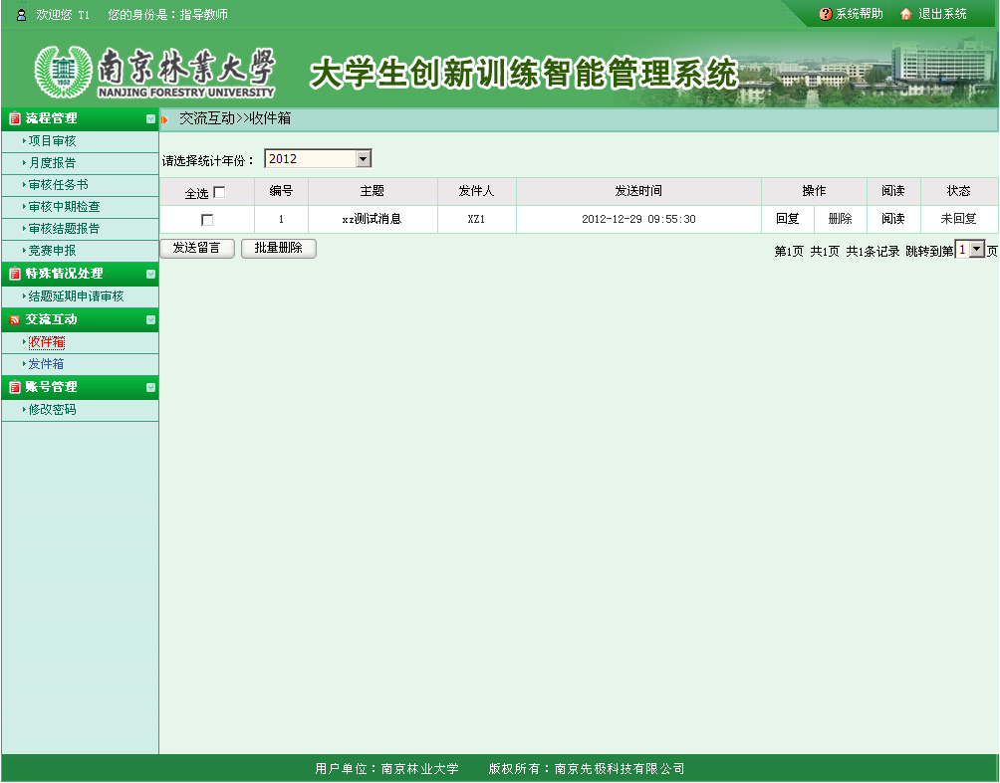 欢迎您 T1 您的身份是：指导教师
系统帮助 退出系统
南京林業大學
NANJING FORESTRY UNIVERSITY
1902
大学生创新训练智能管理系统
流程管理
项目审核
月度报告
审核任务书
审核中期检查
审核结题报告
竞赛申报
特殊情况处理
结题延期申请审核
交流互动
收件箱
发件箱
账号管理
修改密码
交流互动>>收件箱
请选择统计年份： 2012
全选 编号 主题 发件人 发送时间 操作 阅读 状态
1 xz测试消息 XZ1 2012-12-29 09:55:30 回复 删除 阅读 未回复
发送留言 批量删除 第1页 共1页 共1条记录 跳转到第 1 页
用户单位：南京林业大学 版权所有：南京先极科技有限公司